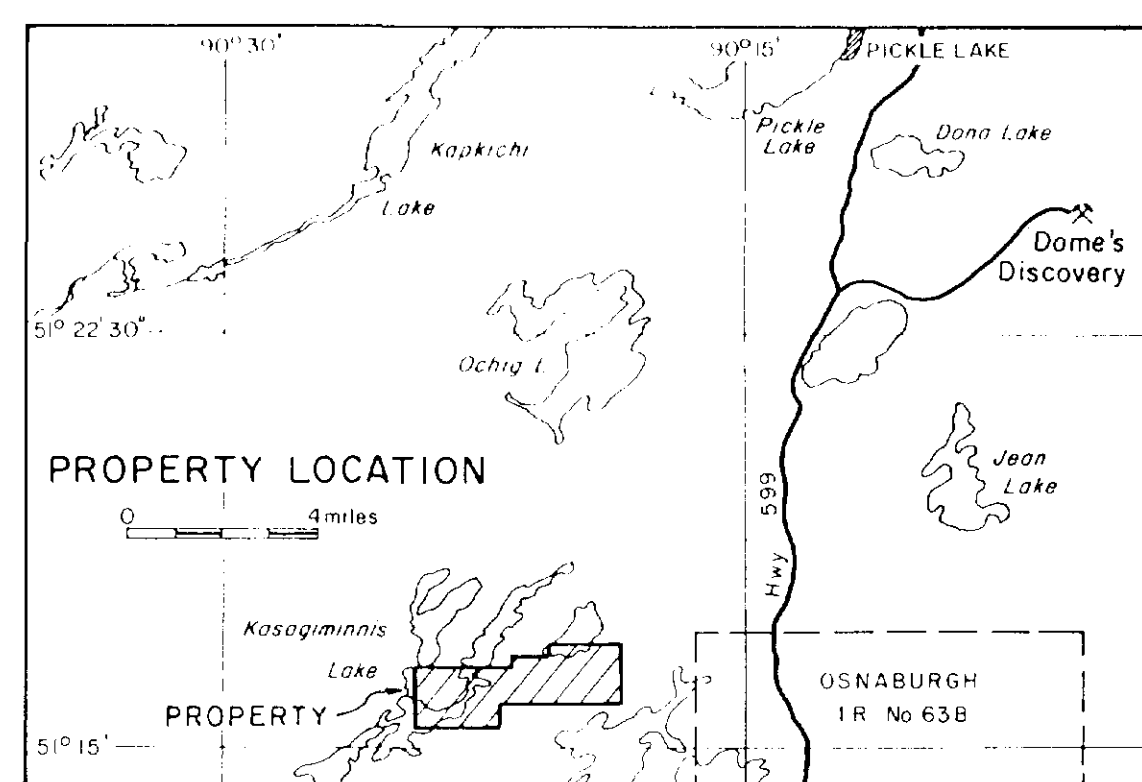 90° 30'
90° 15'
PICKLE LAKE
Pickle
Lake
Dona Lake
Kapkichi
Lake
Dome's
Discovery
51° 22' 30"
Ochig L.
PROPERTY LOCATION
0 4 miles
Jean
Lake
Hwy 599
Kasagiminnis
Lake
PROPERTY
OSNABURGH
I R No 63B
51° 15'